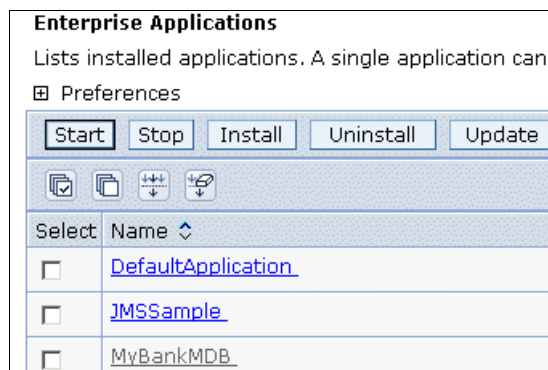 Enterprise Applications
Lists installed applications. A single application can
Preferences
Start Stop Install Uninstall Update
Select Name
DefaultApplication
JMSSample
MyBankMDB